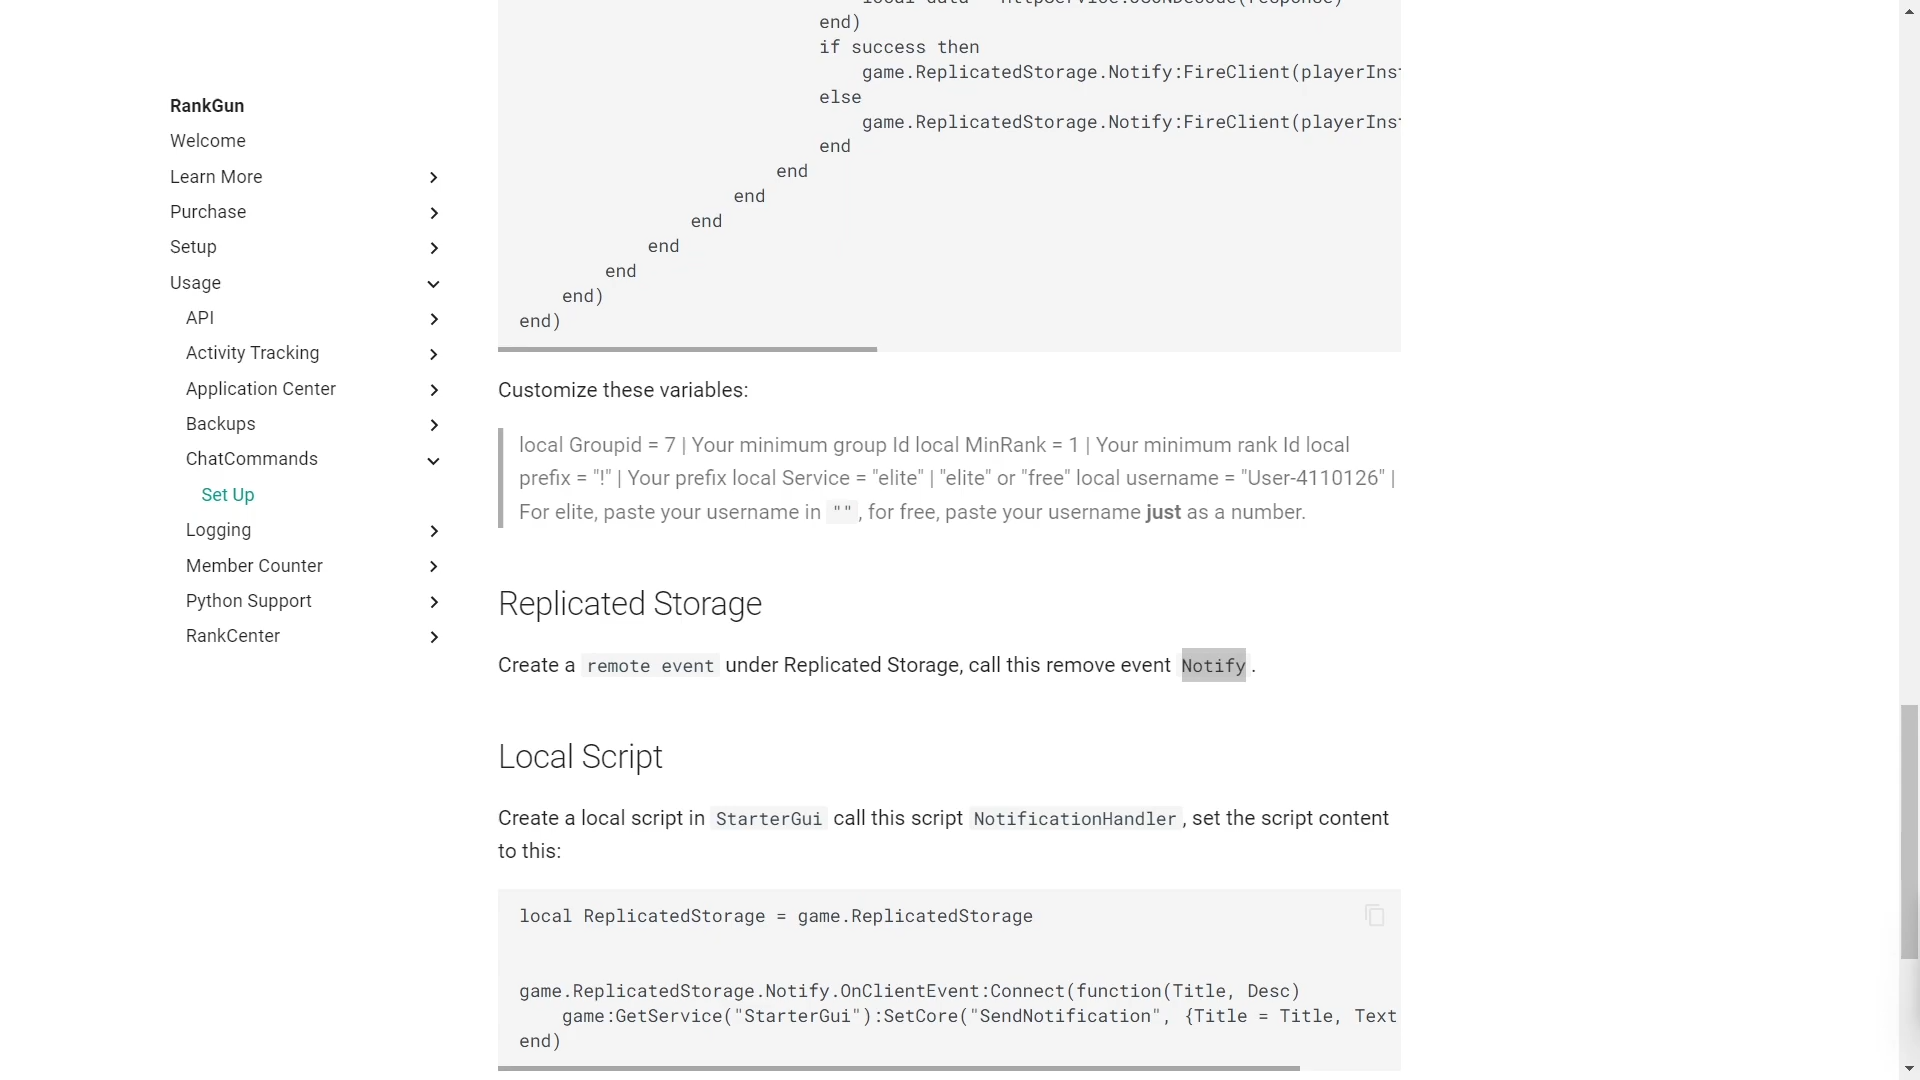 RankGun
Welcome
Learn More
Purchase
Setup
Usage
API
Activity Tracking
Application Center
Backups
ChatCommands
Set Up
Logging
Member Counter
Python Support
RankCenter
end)
if success then
game.ReplicatedStorage.Notify:FireClient(playerInst
else
game.ReplicatedStorage.Notify:FireClient(playerInst
end
end
end
end
end
end
end)
end)
Customize these variables:
local Groupid = 7 | Your minimum group Id local MinRank = 1 | Your minimum rank Id local
prefix = "!" | Your prefix local Service = "elite" | "elite" or "free" local username = "User-4110126" |
For elite, paste your username in "" , for free, paste your username just as a number.
Replicated Storage
Create a remote event under Replicated Storage, call this remove event Notify .
Local Script
Create a local script in StarterGui call this script NotificationHandler , set the script content
to this:
local ReplicatedStorage = game.ReplicatedStorage
game.ReplicatedStorage.Notify.OnClientEvent:Connect(function(Title, Desc)
game:GetService("StarterGui"):SetCore("SendNotification", {Title = Title, Text
end)